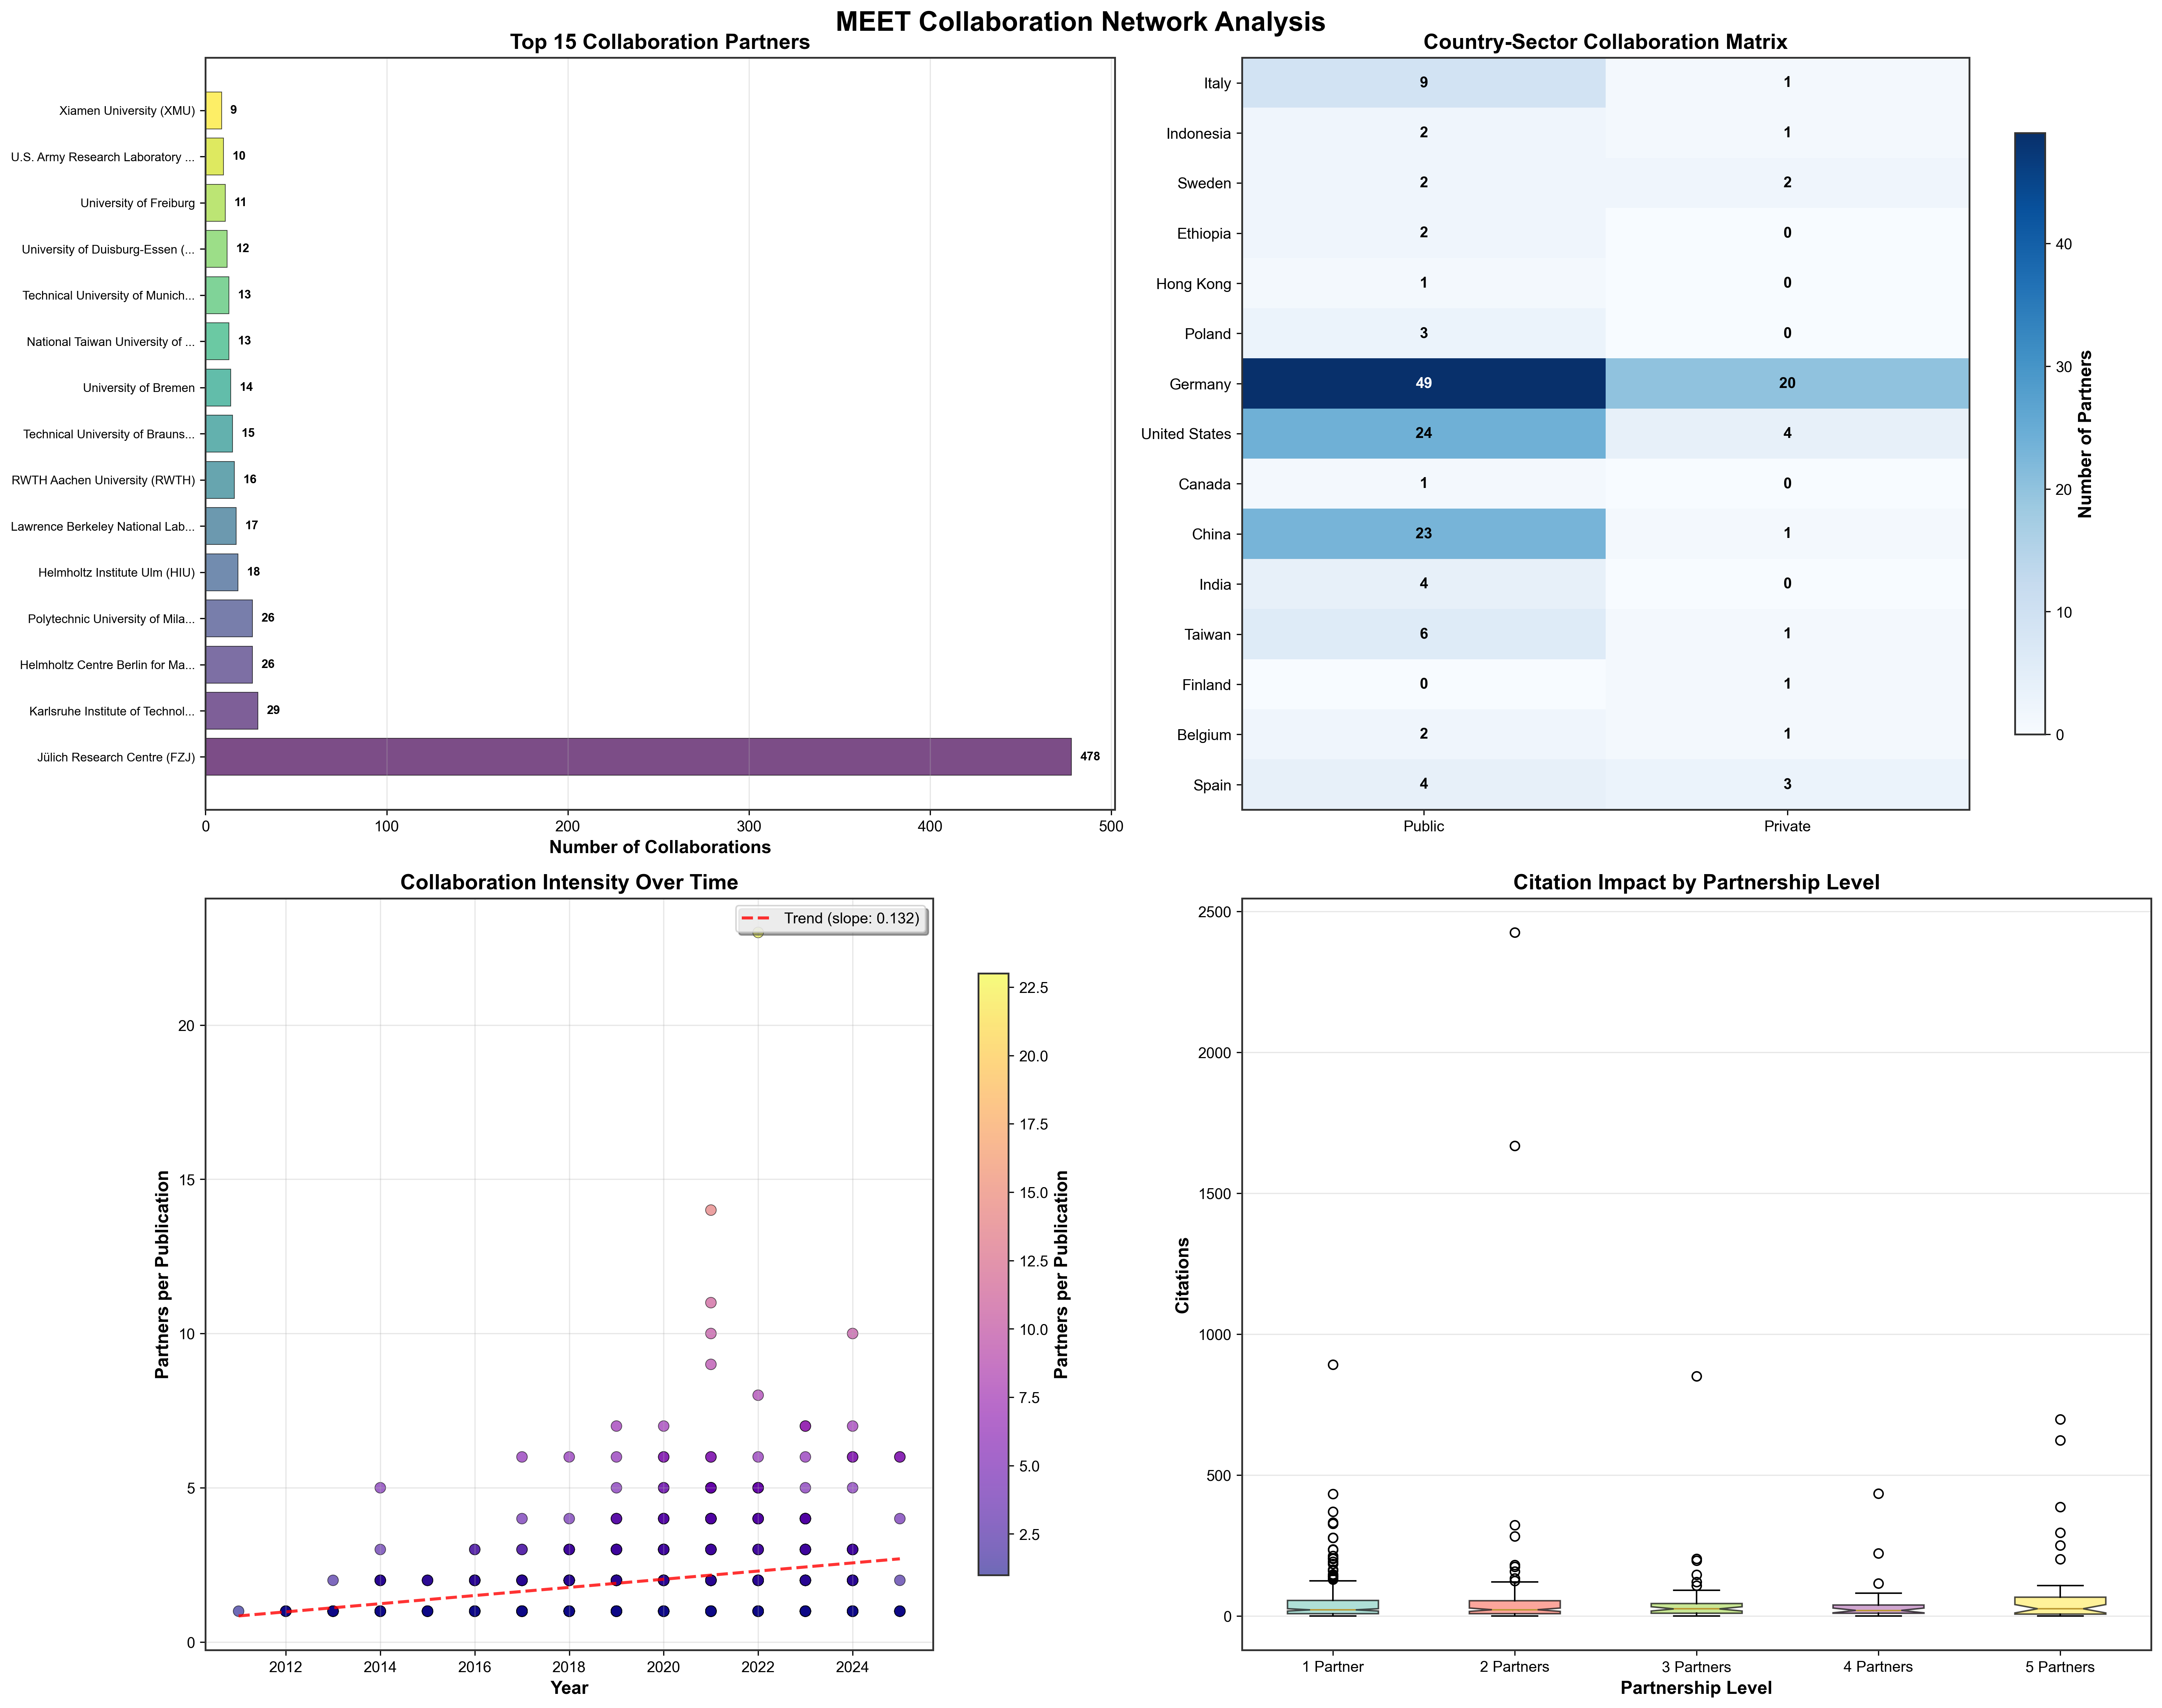 MEET Collaboration Network Analysis
Top 15 Collaboration Partners
Xiamen University (XMU)
9
U.S. Army Research Laboratory ...
10
University of Freiburg
11
University of Duisburg-Essen (...
12
Technical University of Munich...
13
National Taiwan University of ...
13
University of Bremen
14
Technical University of Brauns...
15
RWTH Aachen University (RWTH)
16
Lawrence Berkeley National Lab...
17
Helmholtz Institute Ulm (HIU)
18
Polytechnic University of Mila...
26
Helmholtz Centre Berlin for Ma...
26
Karlsruhe Institute of Technol...
29
Jülich Research Centre (FZJ)
478
0 100 200 300 400 500
Number of Collaborations
Country-Sector Collaboration Matrix
Italy 9 1
Indonesia 2 1
Sweden 2 2
Ethiopia 2 0
Hong Kong 1 0
Poland 3 0
Germany 49 20
United States 24 4
Canada 1 0
China 23 1
India 4 0
Taiwan 6 1
Finland 0 1
Belgium 2 1
Spain 4 3
Public Private
40
30
20
10
0
Number of Partners
Collaboration Intensity Over Time
Trend (slope: 0.132)
20
15
10
5
0
Partners per Publication
2012 2014 2016 2018 2020 2022 2024
Year
22.5
20.0
17.5
15.0
12.5
10.0
7.5
5.0
2.5
Partners per Publication
Citation Impact by Partnership Level
2500
2000
1500
1000
500
0
Citations
1 Partner 2 Partners 3 Partners 4 Partners 5 Partners
Partnership Level